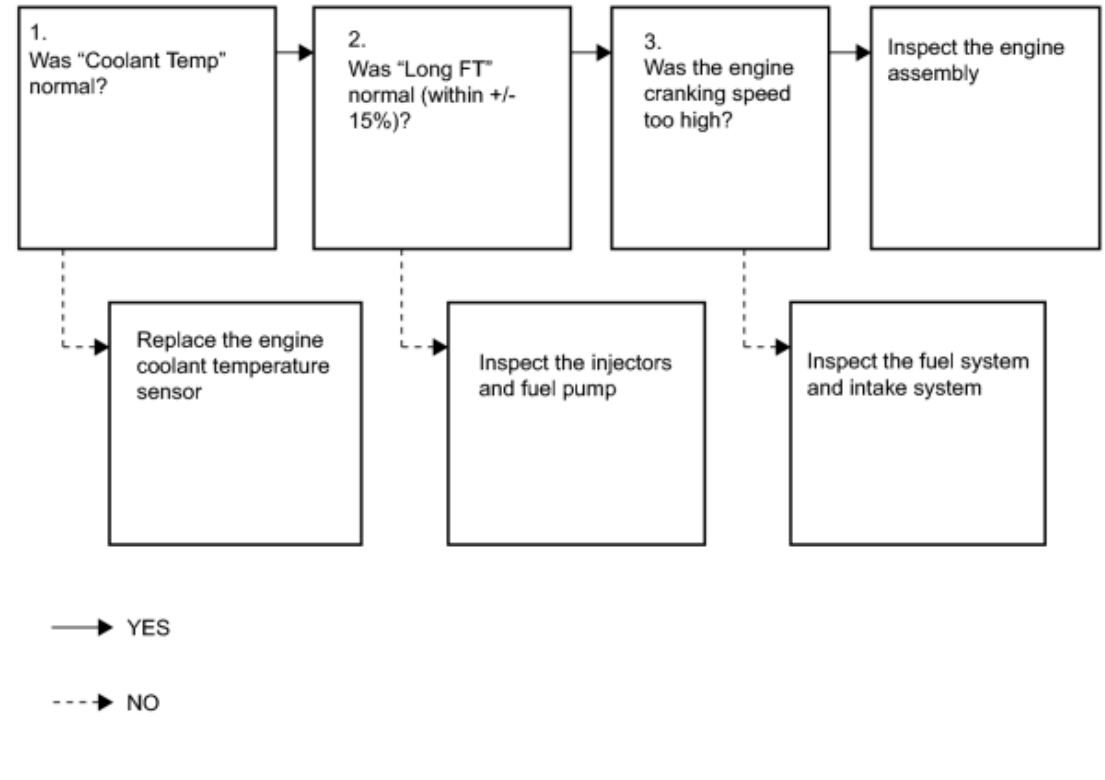 1.
Was “Coolant Temp”
normal?
2.
Was “Long FT”
normal (within +/-
15%)?
3.
Was the engine
cranking speed
too high?
Inspect the engine
assembly
Replace the engine
coolant temperature
sensor
Inspect the injectors
and fuel pump
Inspect the fuel system
and intake system
YES
NO